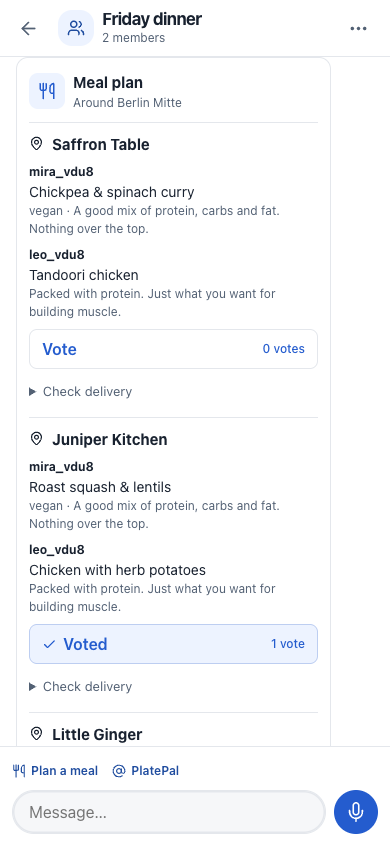 Friday dinner
2 members
Meal plan
Around Berlin Mitte
Saffron Table
mira_vdu8
Chickpea & spinach curry
vegan · A good mix of protein, carbs and fat.
Nothing over the top.
leo_vdu8
Tandoori chicken
Packed with protein. Just what you want for
building muscle.
Vote 0 votes
Check delivery
Juniper Kitchen
mira_vdu8
Roast squash & lentils
vegan · A good mix of protein, carbs and fat.
Nothing over the top.
leo_vdu8
Chicken with herb potatoes
Packed with protein. Just what you want for
building muscle.
Voted 1 vote
Check delivery
Little Ginger
Plan a meal PlatePal
Message...